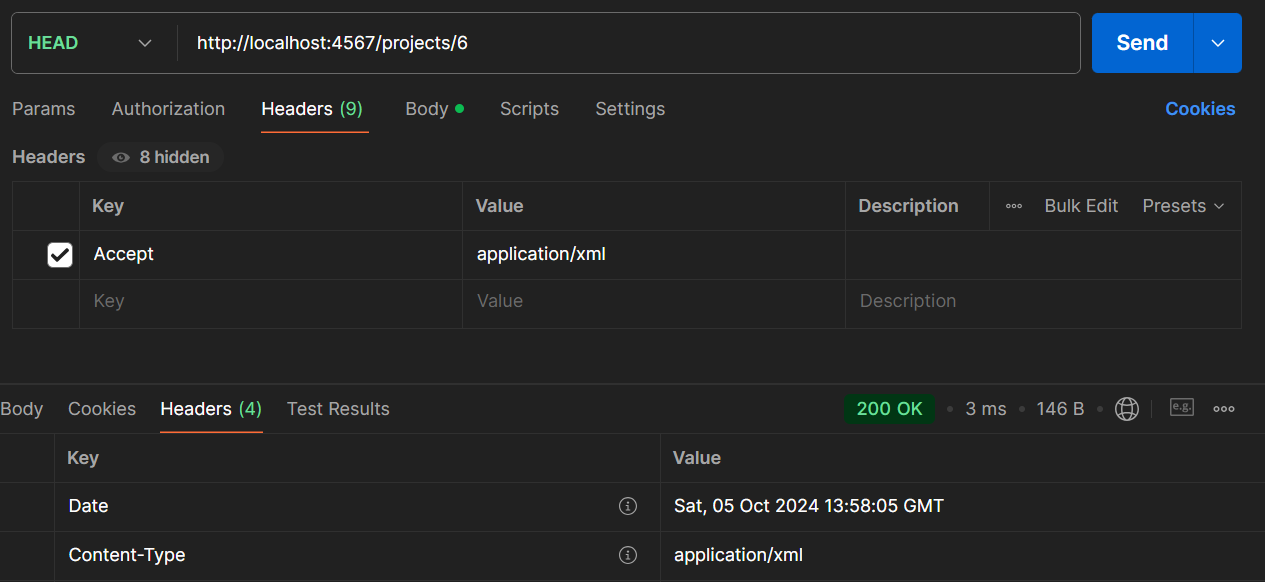 HEAD http://localhost:4567/projects/6 Send
Params Authorization Headers (9) Body Scripts Settings Cookies
Headers 8 hidden
Key Value Description Bulk Edit Presets
Accept application/xml
Key Value Description
Body Cookies Headers (4) Test Results 200 OK 3 ms 146 B e.g.
Key Value
Date Sat, 05 Oct 2024 13:58:05 GMT
Content-Type application/xml